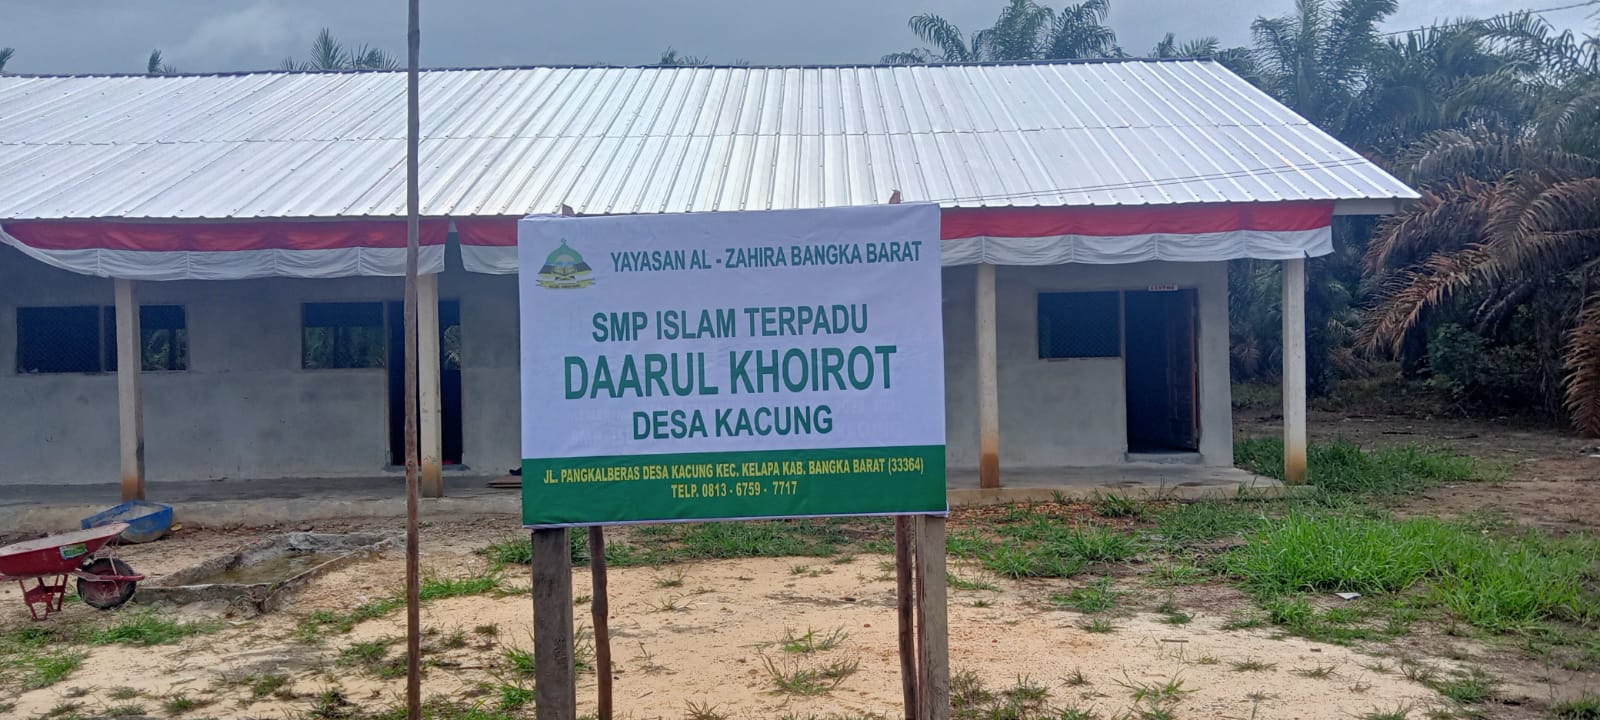 YAYASAN AL - ZAHIRA BANGKA BARAT
SMP ISLAM TERPADU
DAARUL KHOIROT
DESA KACUNG
JL. PANGKALBERAS DESA KACUNG KEC. KELAPA KAB. BANGKA BARAT (33364)
TELP. 0813 - 6759 - 7717